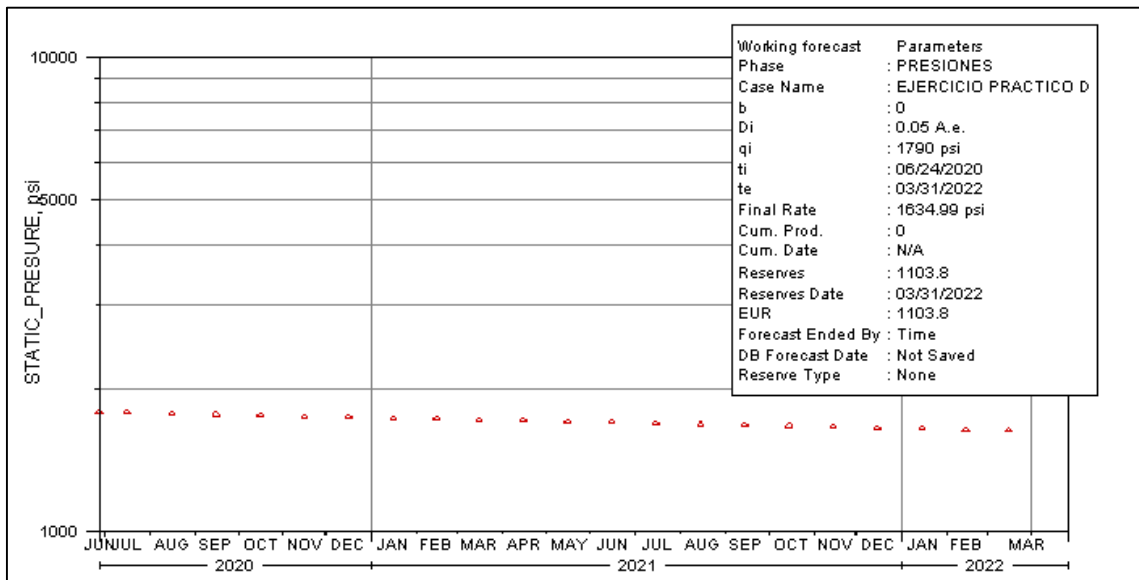 Working forecast Parameters
Phase : PRESIONES
Case Name : EJERCICIO PRACTICO D
b : 0
Di : 0.05 A.e.
qi : 1790 psi
ti : 06/24/2020
te : 03/31/2022
Final Rate : 1634.99 psi
Cum. Prod. : 0
Cum. Date : N/A
Reserves : 1103.8
Reserves Date : 03/31/2022
EUR : 1103.8
Forecast Ended By : Time
DB Forecast Date : Not Saved
Reserve Type : None
STATIC_PRESURE, psi
10000
5000
1000
JUN JUL AUG SEP OCT NOV DEC JAN FEB MAR APR MAY JUN JUL AUG SEP OCT NOV DEC JAN FEB MAR
2020 2021 2022